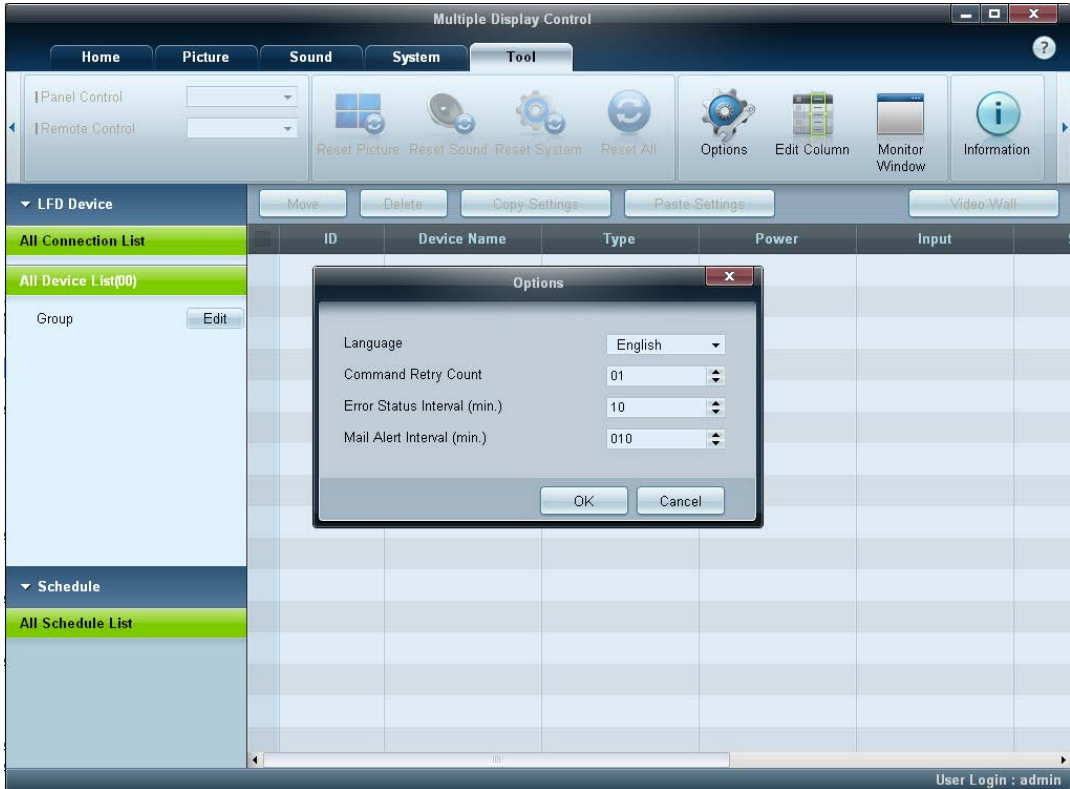 Multiple Display Control
Home Picture Sound System Tool
Panel Control
Remote Control
Reset Picture Reset Sound Reset System Reset All
Options Edit Column Monitor Window Information
LFD Device
Move Delete Copy Settings Paste Settings Video Wall
All Connection List
ID Device Name Type Power Input
All Device List(00)
Group Edit
Options
Language English
Command Retry Count 01
Error Status Interval (min.) 10
Mail Alert Interval (min.) 010
OK Cancel
Schedule
All Schedule List
User Login : admin